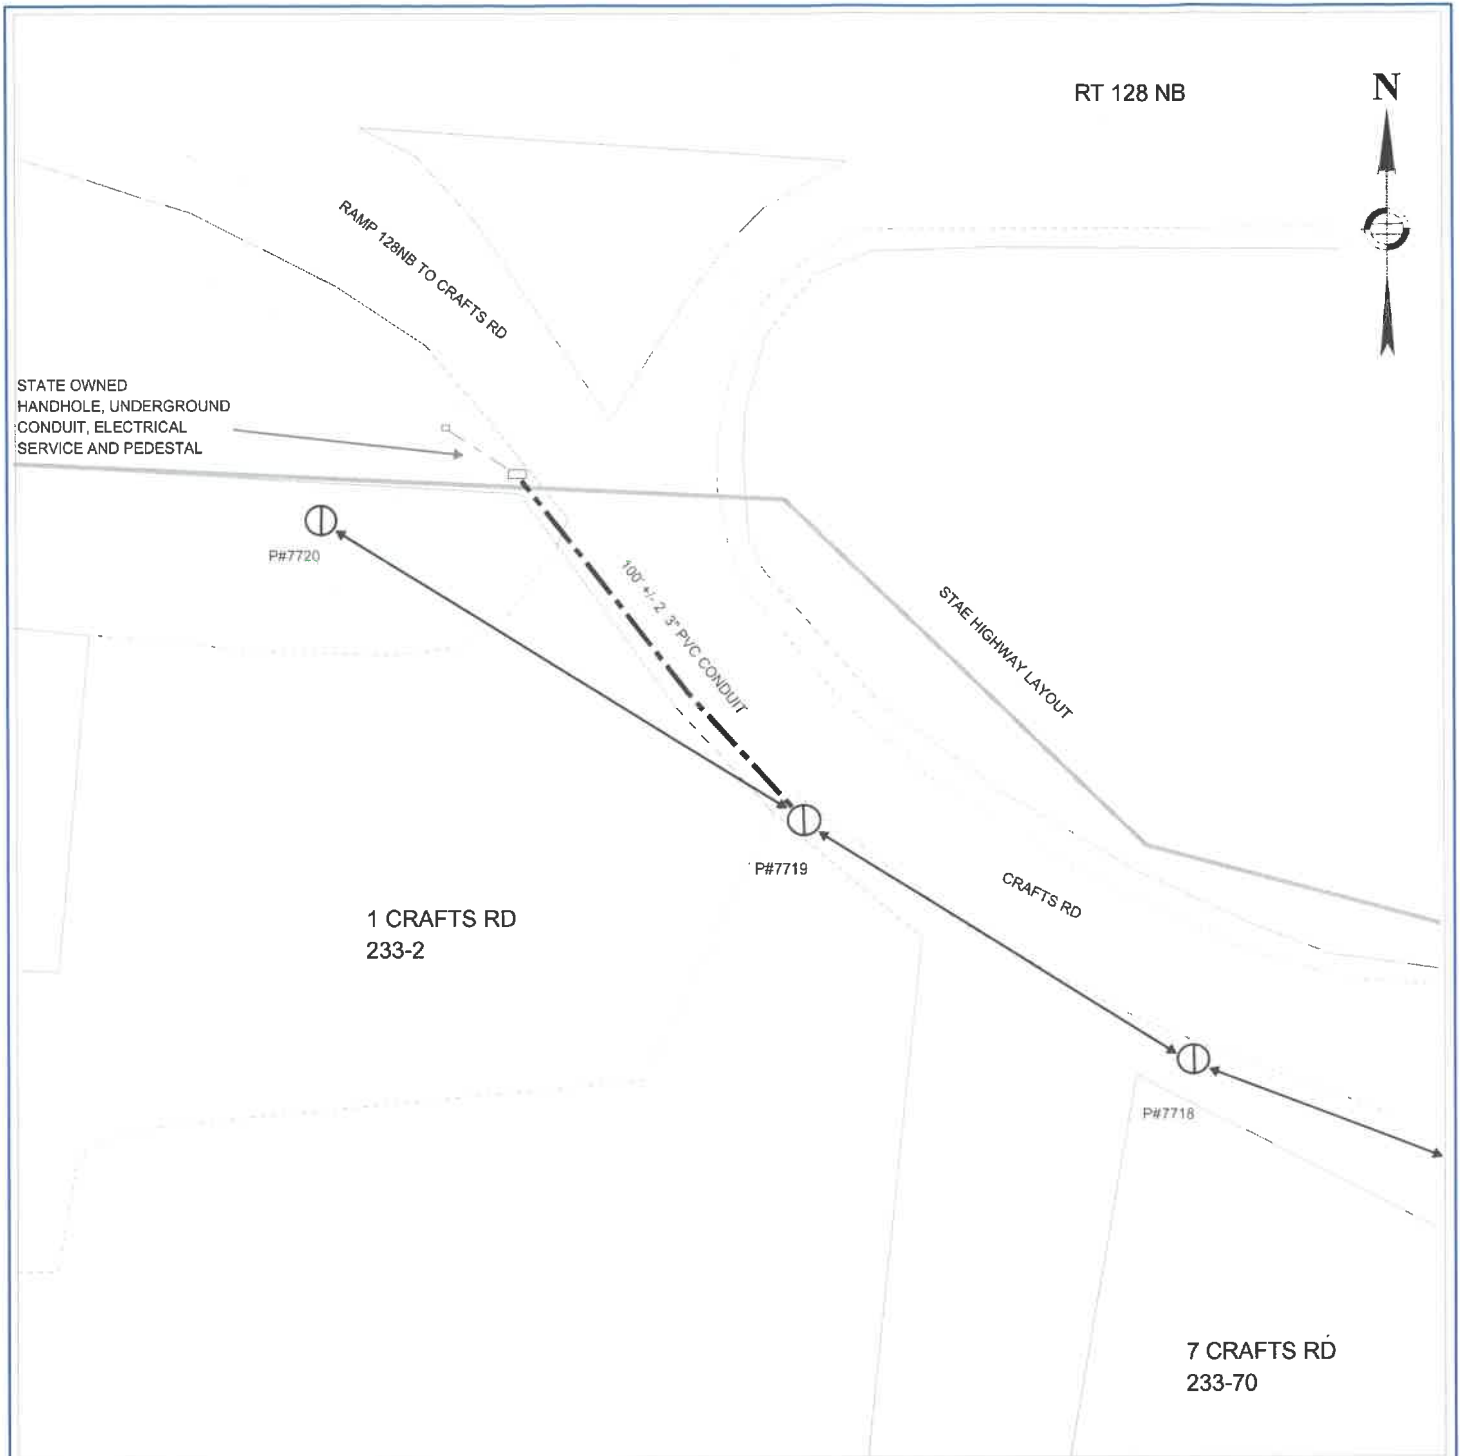 RT 128 NB
N
RAMP 128NB TO CRAFTS RD
STATE OWNED
HANDHOLE, UNDERGROUND
CONDUIT, ELECTRICAL
SERVICE AND PEDESTAL
P#7720
100' +/- 2 3" PVC CONDUIT
STAE HIGHWAY LAYOUT
P#7719
CRAFTS RD
1 CRAFTS RD
233-2
P#7718
7 CRAFTS RD
233-70